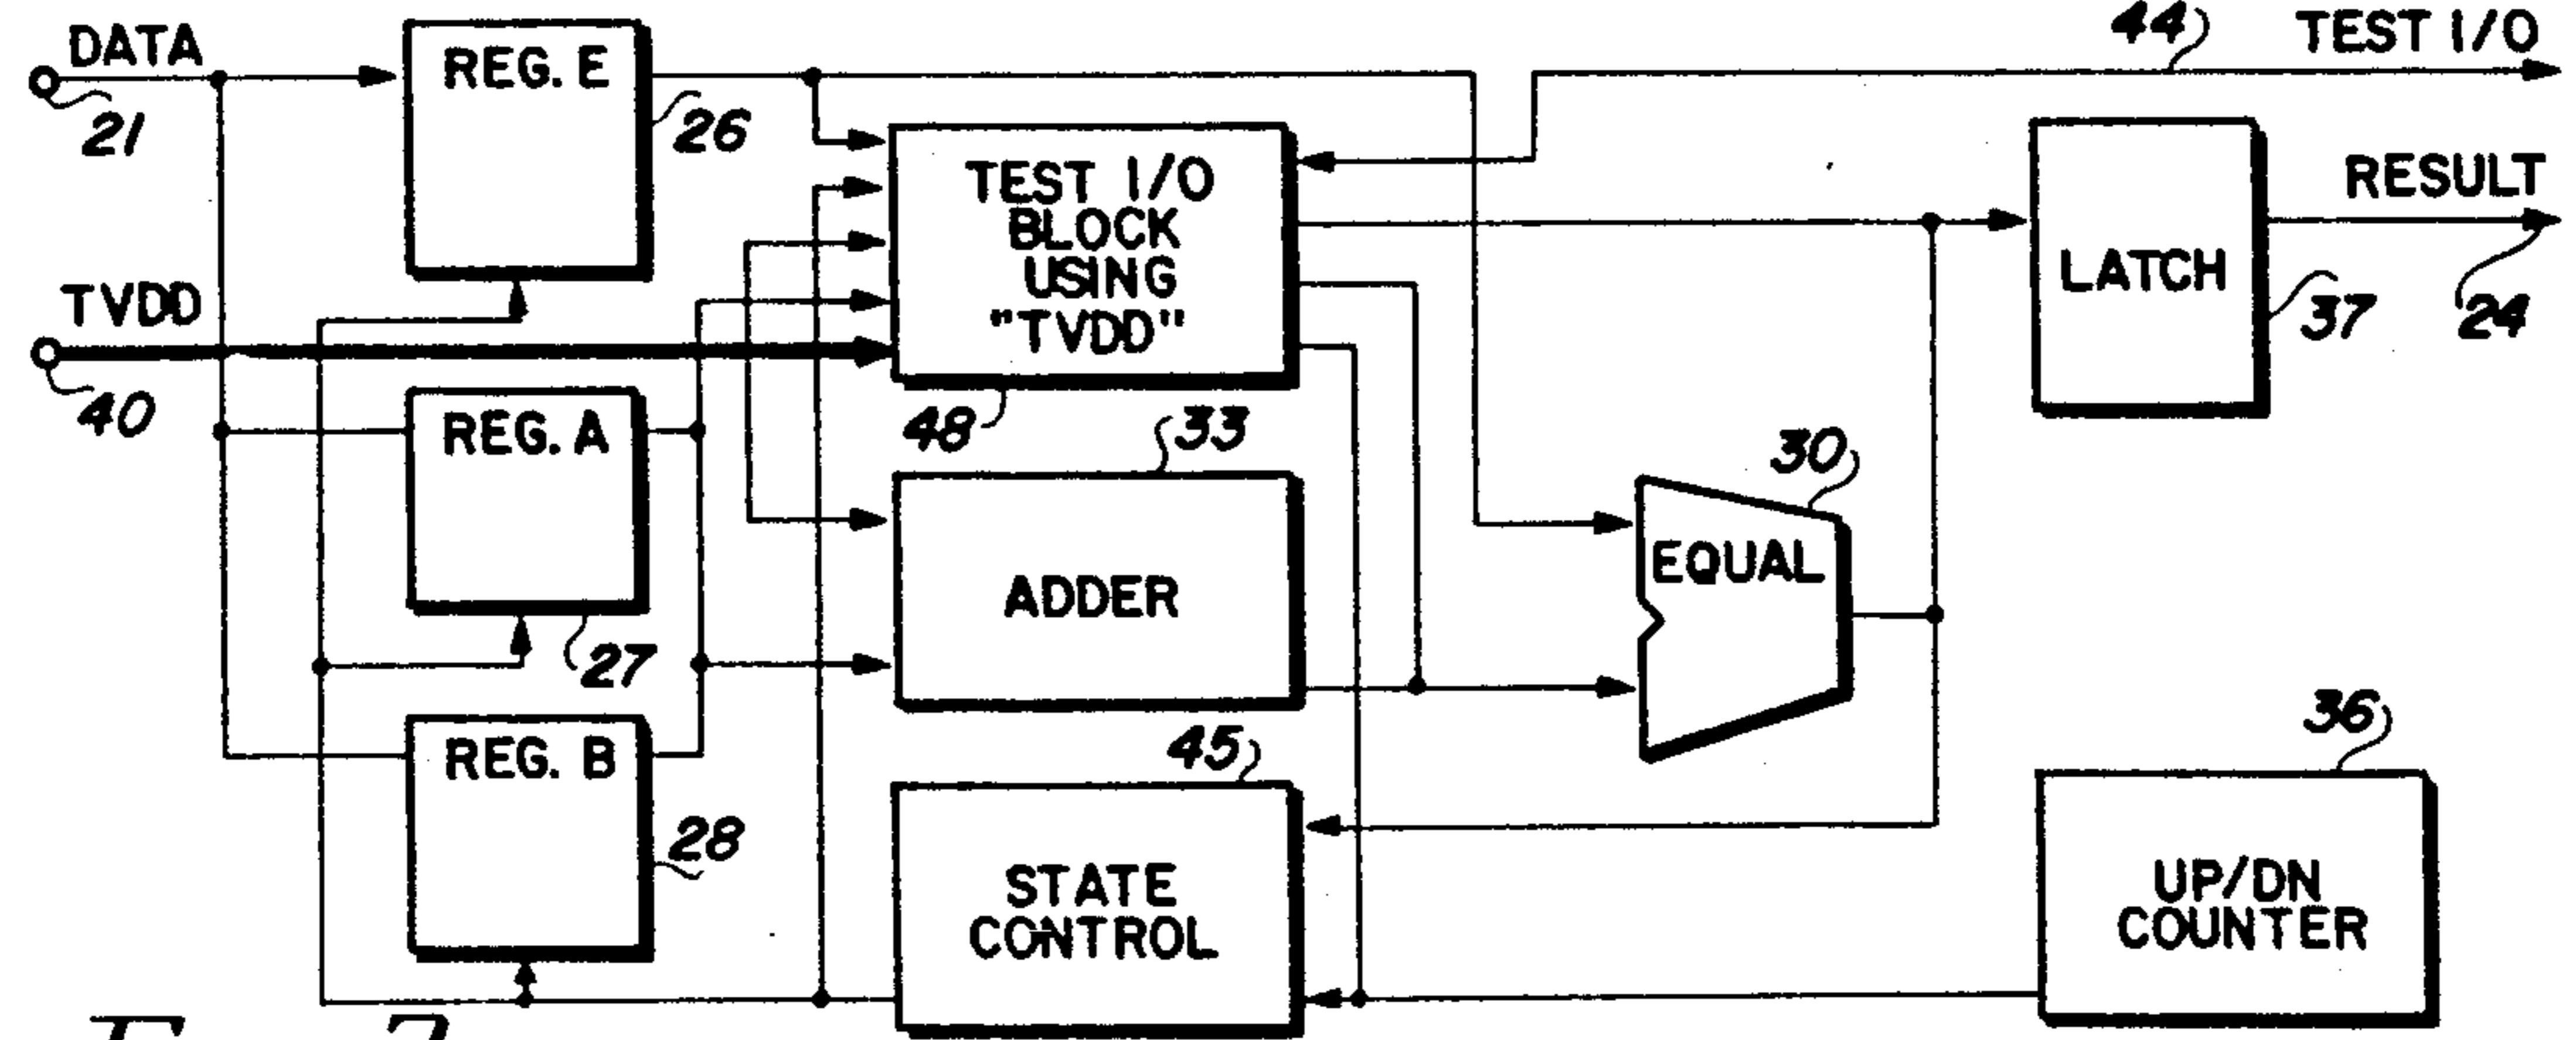 DATA
21
REG. E
26
44
TEST I/O
TEST I/O
BLOCK
USING
"TVDD"
48
LATCH
37
RESULT
24
TVDD
40
REG. A
27
33
ADDER
30
EQUAL
REG. B
28
45
STATE
CONTROL
36
UP/DN
COUNTER